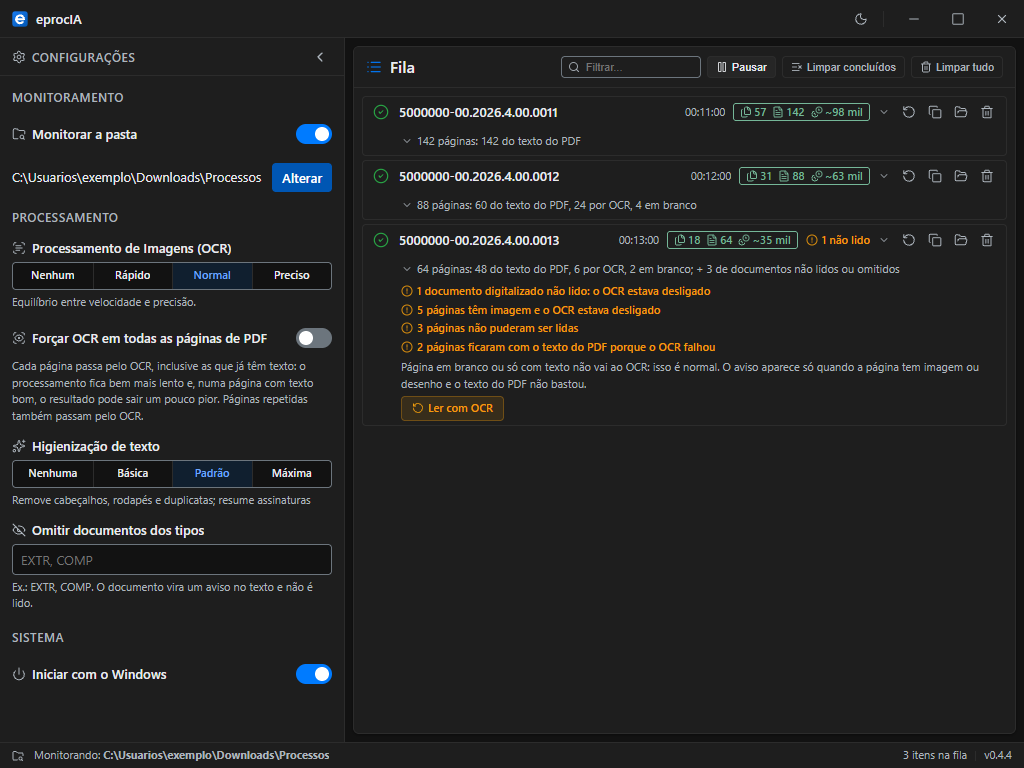 eprocIA
CONFIGURAÇÕES
MONITORAMENTO
Monitorar a pasta
C:\Usuarios\exemplo\Downloads\Processos
Alterar
PROCESSAMENTO
Processamento de Imagens (OCR)
Nenhum Rápido Normal Preciso
Equilíbrio entre velocidade e precisão.
Forçar OCR em todas as páginas de PDF
Cada página passa pelo OCR, inclusive as que já têm texto: o
processamento fica bem mais lento e, numa página com texto
bom, o resultado pode sair um pouco pior. Páginas repetidas
também passam pelo OCR.
Higienização de texto
Nenhuma Básica Padrão Máxima
Remove cabeçalhos, rodapés e duplicatas; resume assinaturas
Omitir documentos dos tipos
EXTR, COMP
Ex.: EXTR, COMP. O documento vira um aviso no texto e não é
lido.
SISTEMA
Iniciar com o Windows
Fila
Filtrar...
Pausar
Limpar concluídos
Limpar tudo
5000000-00.2026.4.00.0011 00:11:00 57 142 ~98 mil
142 páginas: 142 do texto do PDF
5000000-00.2026.4.00.0012 00:12:00 31 88 ~63 mil
88 páginas: 60 do texto do PDF, 24 por OCR, 4 em branco
5000000-00.2026.4.00.0013 00:13:00 18 64 ~35 mil 1 não lido
64 páginas: 48 do texto do PDF, 6 por OCR, 2 em branco; + 3 de documentos não lidos ou omitidos
1 documento digitalizado não lido: o OCR estava desligado
5 páginas têm imagem e o OCR estava desligado
3 páginas não puderam ser lidas
2 páginas ficaram com o texto do PDF porque o OCR falhou
Página em branco ou só com texto não vai ao OCR: isso é normal. O aviso aparece só quando a página tem imagem ou
desenho e o texto do PDF não bastou.
Ler com OCR
Monitorando: C:\Usuarios\exemplo\Downloads\Processos
3 itens na fila
v0.4.4